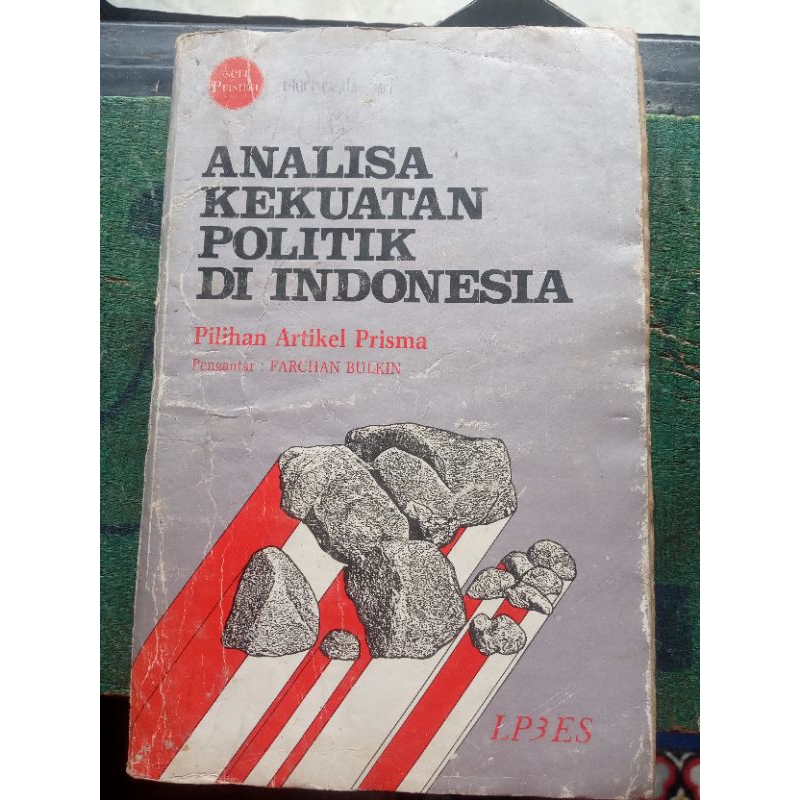 seri
Prisma
ANALISA
KEKUATAN
POLITIK
DI INDONESIA
Pilihan Artikel Prisma
Pengantar : FARCHAN BULKIN
LP3ES